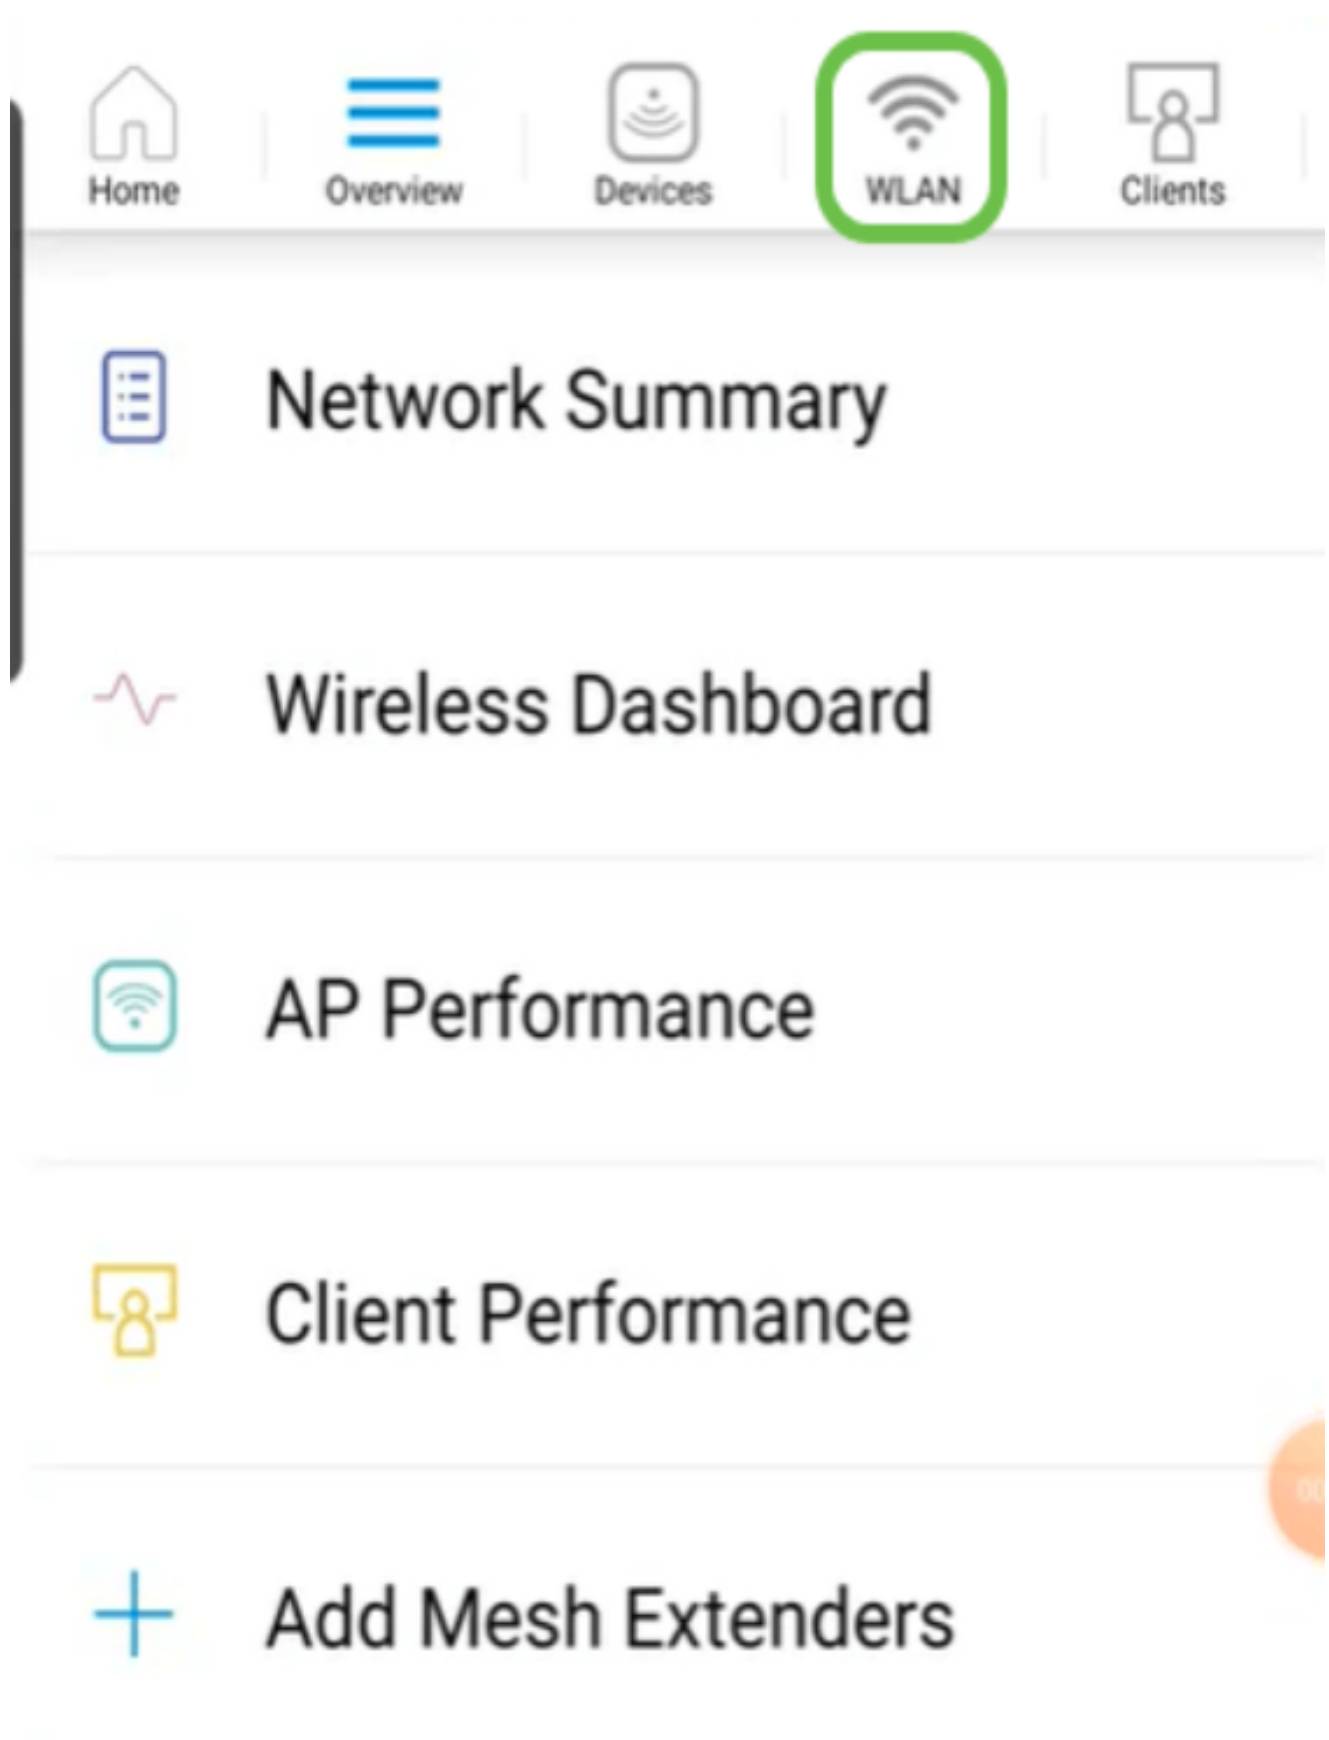 Home Overview Devices WLAN Clients
Network Summary
Wireless Dashboard
AP Performance
Client Performance
Add Mesh Extenders